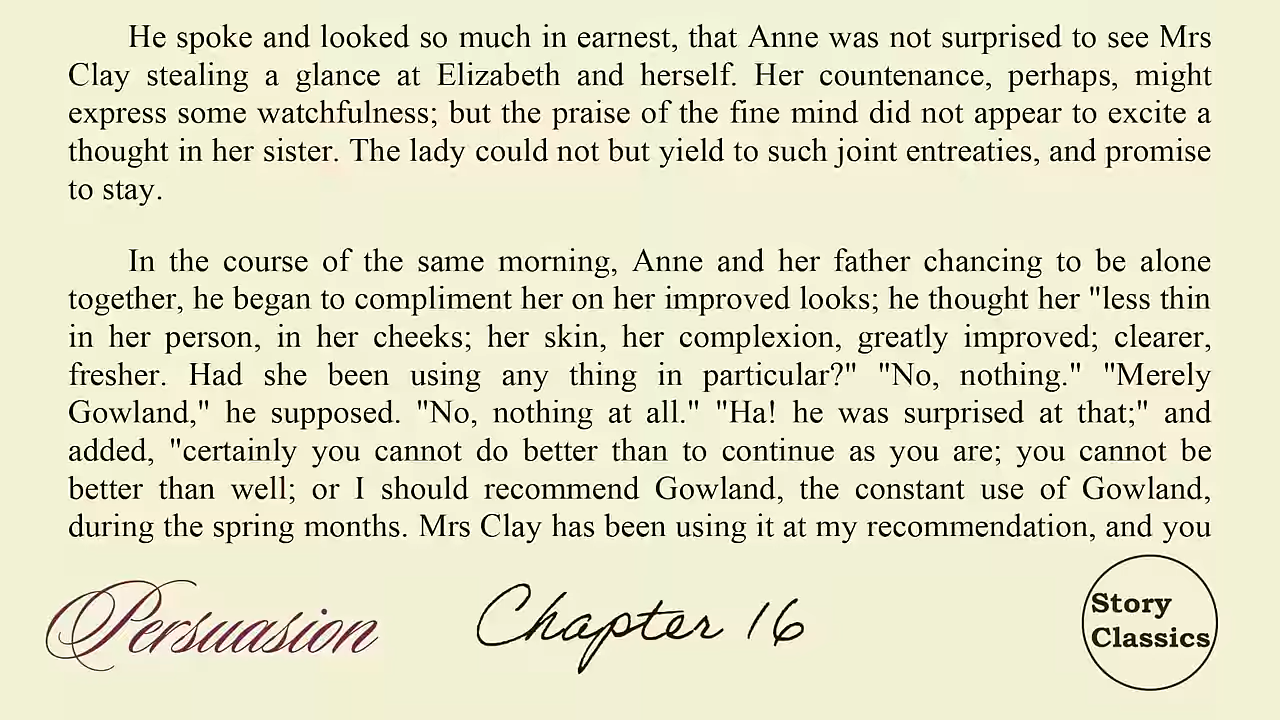 He spoke and looked so much in earnest, that Anne was not surprised to see Mrs
Clay stealing a glance at Elizabeth and herself. Her countenance, perhaps, might
express some watchfulness; but the praise of the fine mind did not appear to excite a
thought in her sister. The lady could not but yield to such joint entreaties, and promise
to stay.
In the course of the same morning, Anne and her father chancing to be alone
together, he began to compliment her on her improved looks; he thought her "less thin
in her person, in her cheeks; her skin, her complexion, greatly improved; clearer,
fresher. Had she been using any thing in particular?" "No, nothing." "Merely
Gowland," he supposed. "No, nothing at all." "Ha! he was surprised at that;" and
added, "certainly you cannot do better than to continue as you are; you cannot be
better than well; or I should recommend Gowland, the constant use of Gowland,
during the spring months. Mrs Clay has been using it at my recommendation, and you
Persuasion
Chapter 16
Story
Classics